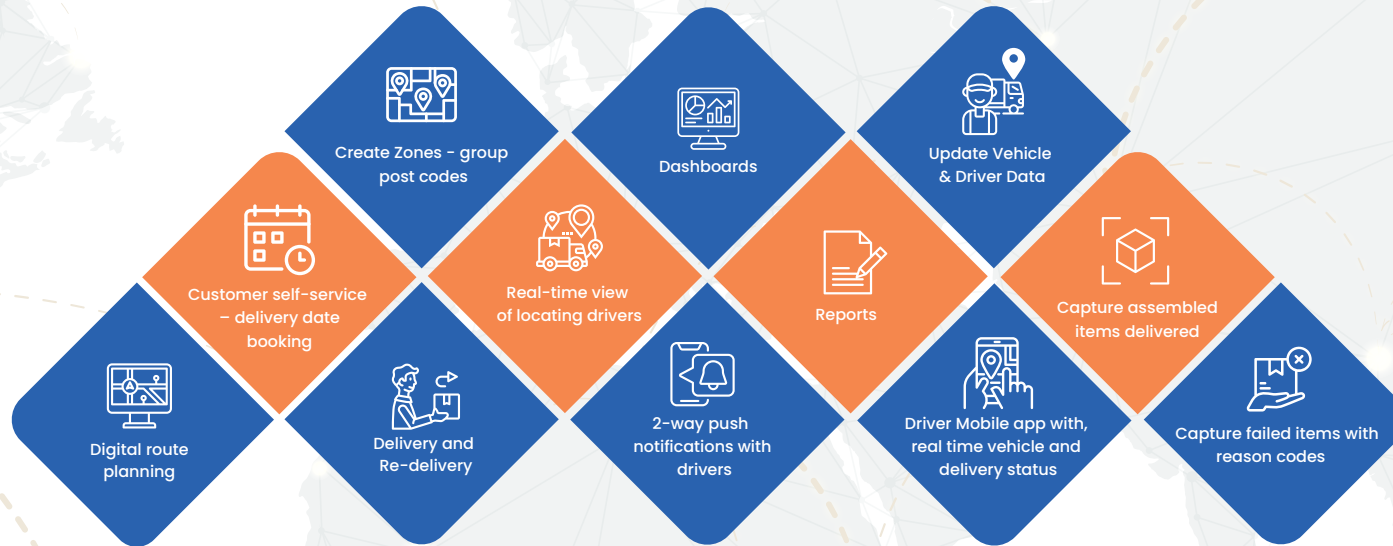 Create Zones - group
post codes
Dashboards
Update Vehicle
& Driver Data
Customer self-service
– delivery date
booking
Real-time view
of locating drivers
Reports
Capture assembled
items delivered
Digital route
planning
Delivery and
Re-delivery
2-way push
notifications with
drivers
Driver Mobile app with,
real time vehicle and
delivery status
Capture failed items with
reason codes